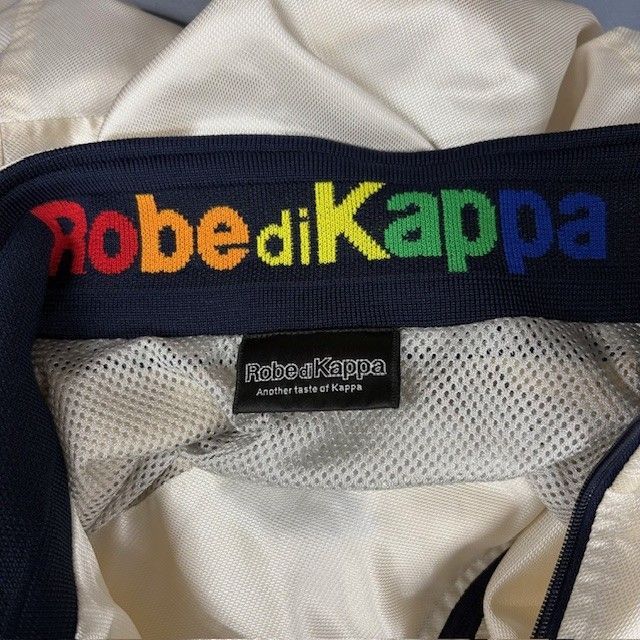 Robe di Kappa
Robe di Kappa
Another taste of Kappa